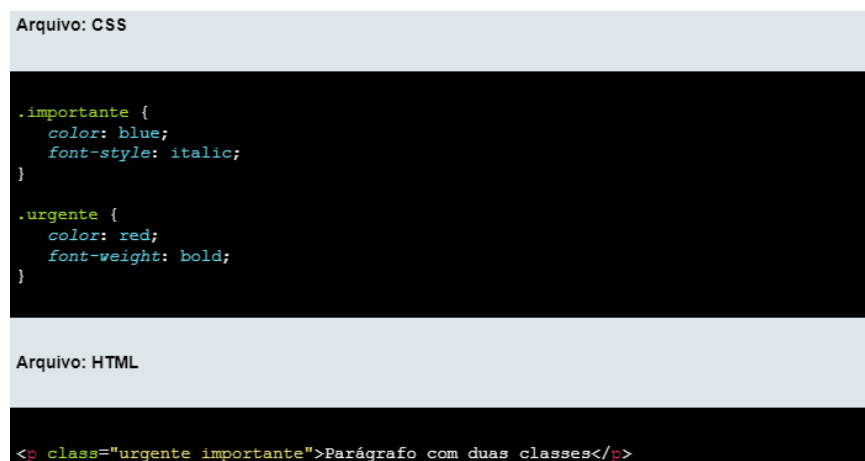 Arquivo: CSS
.importante {
color: blue;
font-style: italic;
}
.urgente {
color: red;
font-weight: bold;
}
Arquivo: HTML
<p class="urgente importante">Parágrafo com duas classes</p>